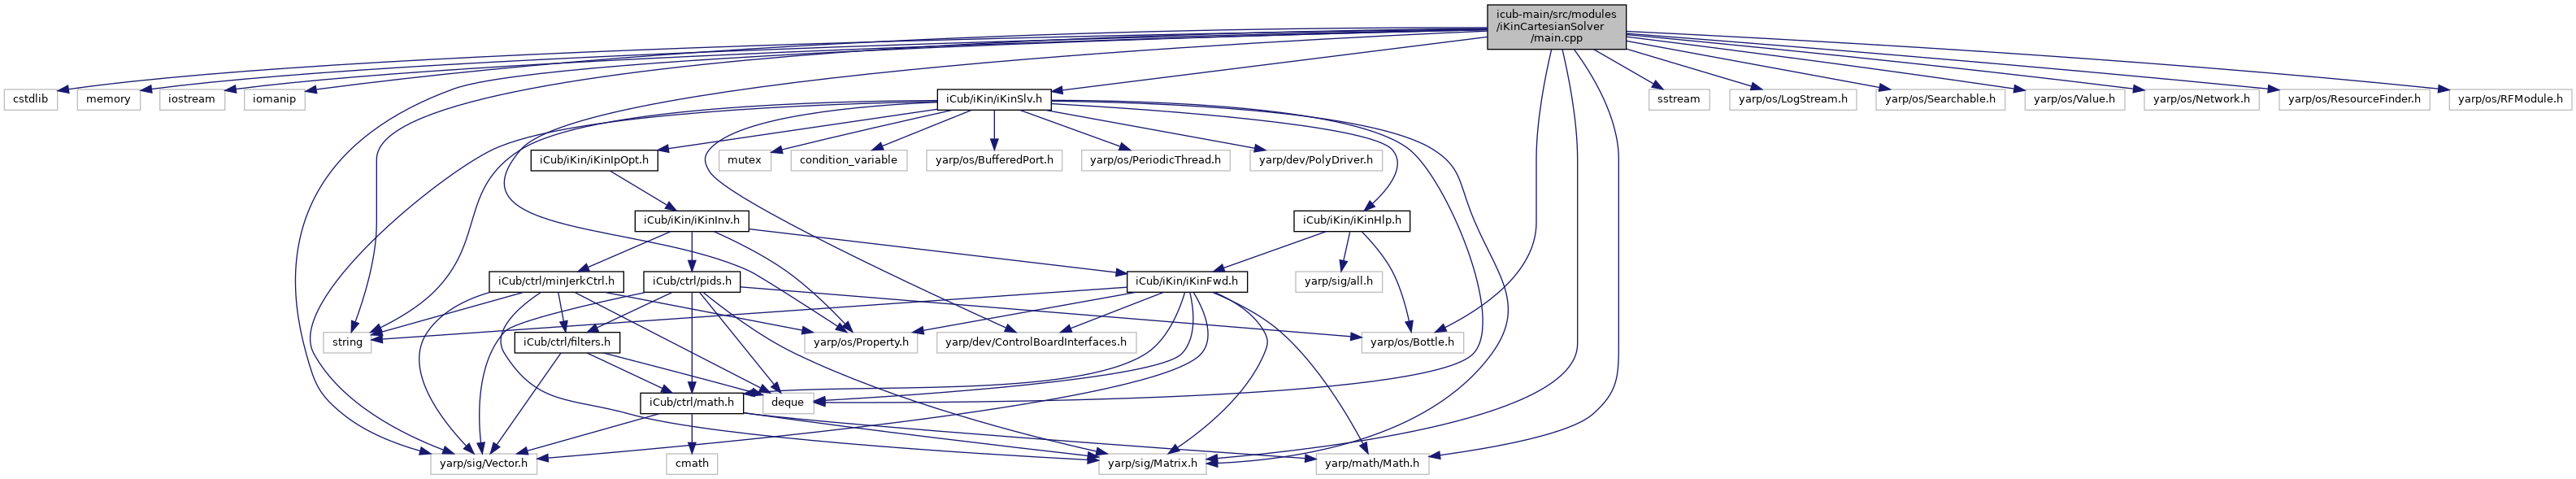 icub-main/src/modules
/iKinCartesianSolver
/main.cpp
cstdlib
memory
iostream
iomanip
iCub/iKin/iKinSlv.h
sstream
yarp/os/LogStream.h
yarp/os/Searchable.h
yarp/os/Value.h
yarp/os/Network.h
yarp/os/ResourceFinder.h
yarp/os/RFModule.h
iCub/iKin/iKinIpOpt.h
mutex
condition_variable
yarp/os/BufferedPort.h
yarp/os/PeriodicThread.h
yarp/dev/PolyDriver.h
iCub/iKin/iKinInv.h
iCub/iKin/iKinHlp.h
iCub/ctrl/minJerkCtrl.h
iCub/ctrl/pids.h
iCub/iKin/iKinFwd.h
yarp/sig/all.h
string
iCub/ctrl/filters.h
yarp/os/Property.h
yarp/dev/ControlBoardInterfaces.h
yarp/os/Bottle.h
iCub/ctrl/math.h
deque
yarp/sig/Vector.h
cmath
yarp/sig/Matrix.h
yarp/math/Math.h